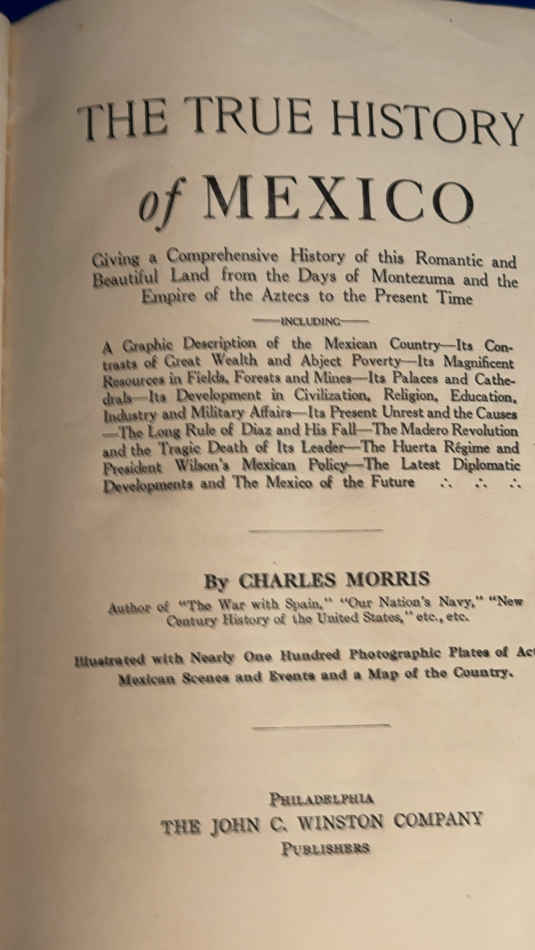 THE TRUE HISTORY
of MEXICO
Giving a Comprehensive History of this Romantic and
Beautiful Land from the Days of Montezuma and the
Empire of the Aztecs to the Present Time
—INCLUDING—
A Graphic Description of the Mexican Country—Its Con-
trasts of Great Wealth and Abject Poverty—Its Magnificent
Resources in Fields, Forests and Mines—Its Palaces and Cathe-
drals—Its Development in Civilization, Religion, Education,
Industry and Military Affairs—Its Present Unrest and the Causes
—The Long Rule of Diaz and His Fall—The Madero Revolution
and the Tragic Death of Its Leader—The Huerta Régime and
President Wilson's Mexican Policy—The Latest Diplomatic
Developments and The Mexico of the Future ∴ ∴ ∴
By CHARLES MORRIS
Author of "The War with Spain," "Our Nation's Navy," "New
Century History of the United States," etc., etc.
Illustrated with Nearly One Hundred Photographic Plates of
Mexican Scenes and Events and a Map of the Country.
PHILADELPHIA
THE JOHN C. WINSTON COMPANY
PUBLISHERS